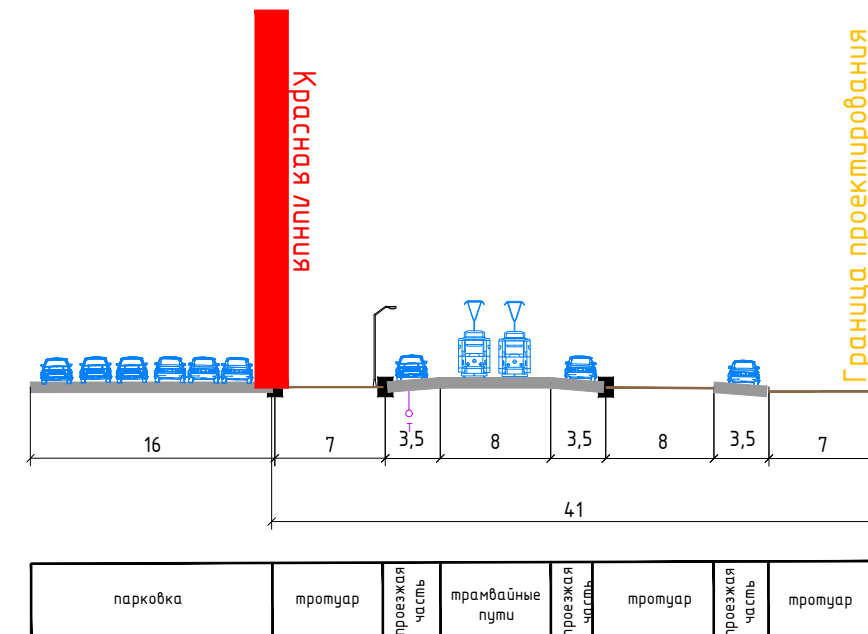 Красная линия
Граница проектирования
Т
16
7
3,5
8
3,5
8
3,5
7
41
парковка
тротуар
проезжая
часть
трамвайные
пути
проезжая
часть
тротуар
проезжая
часть
тротуар